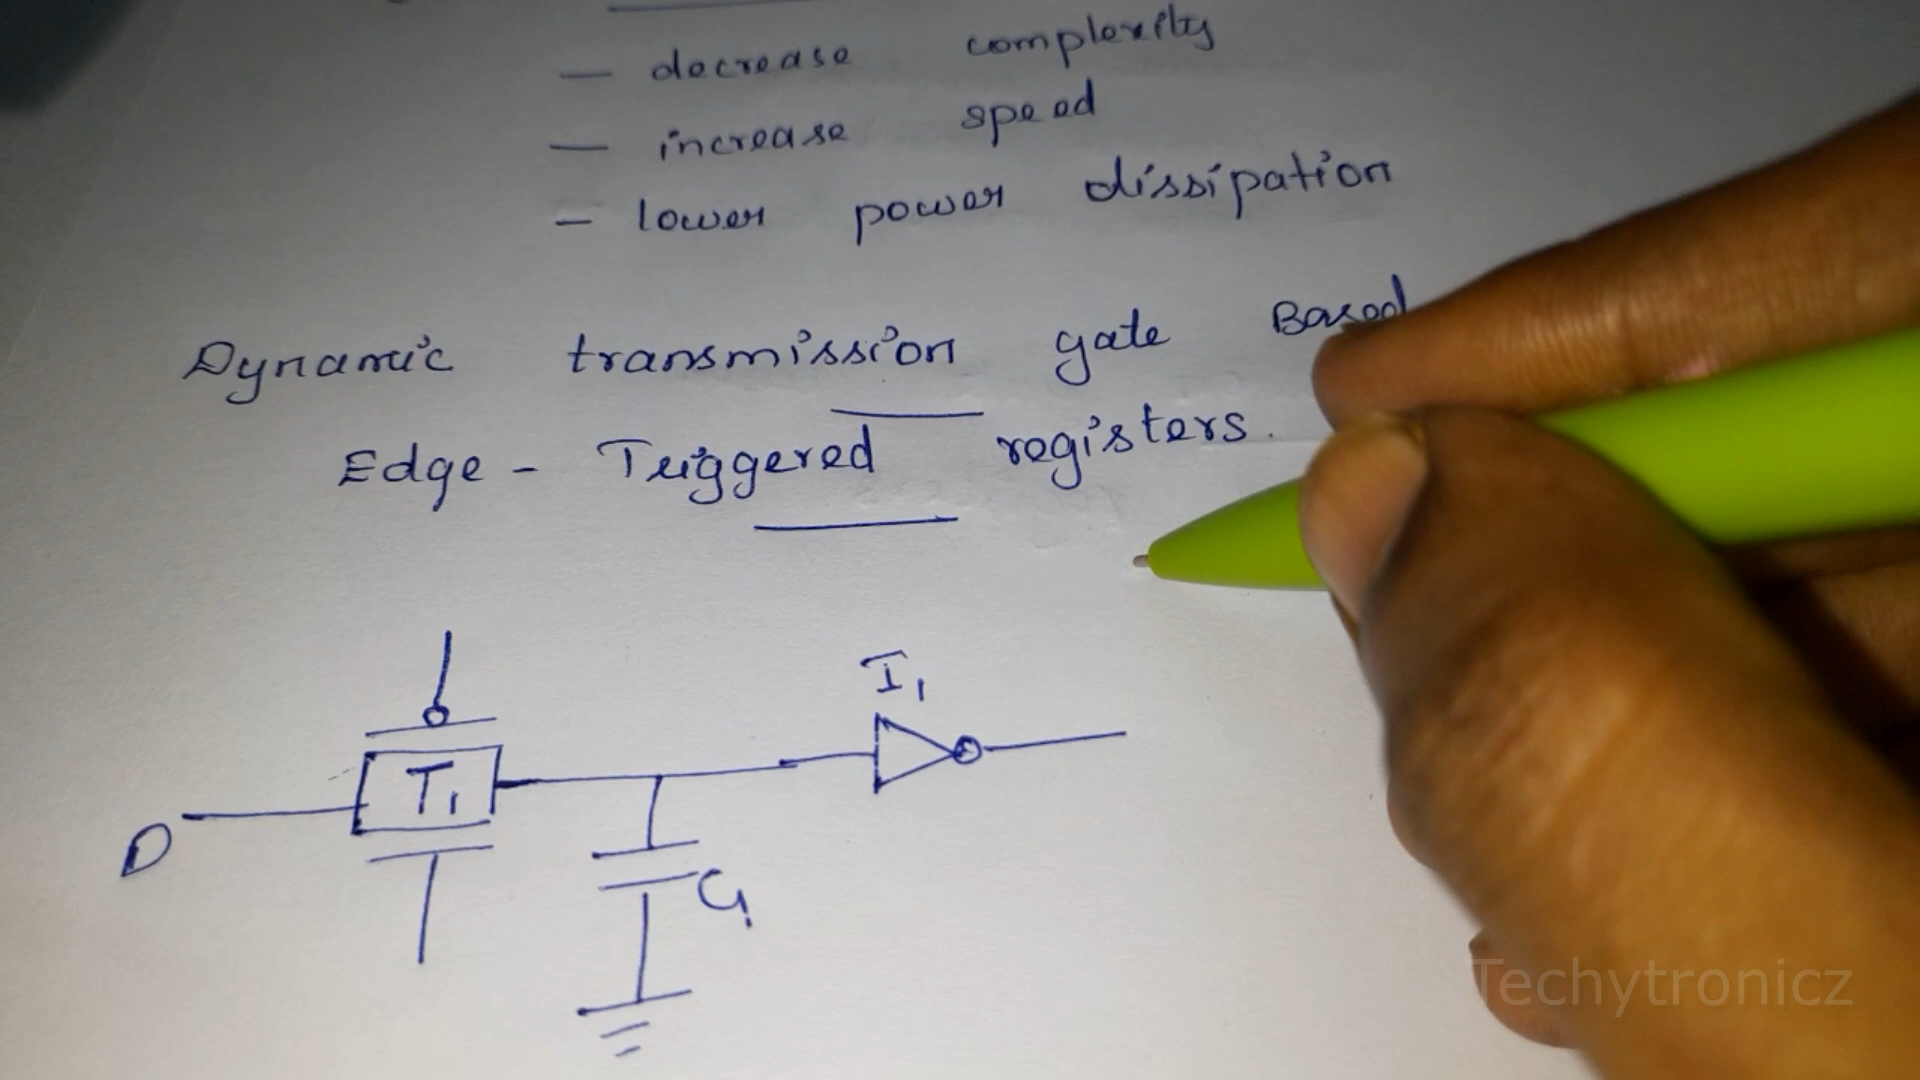 — decrease complexity
— increase speed
— lower power dissipation
Dynamic transmission gate Based
Edge - Triggered registers.
I1
T1
D
C1
Techytronicz